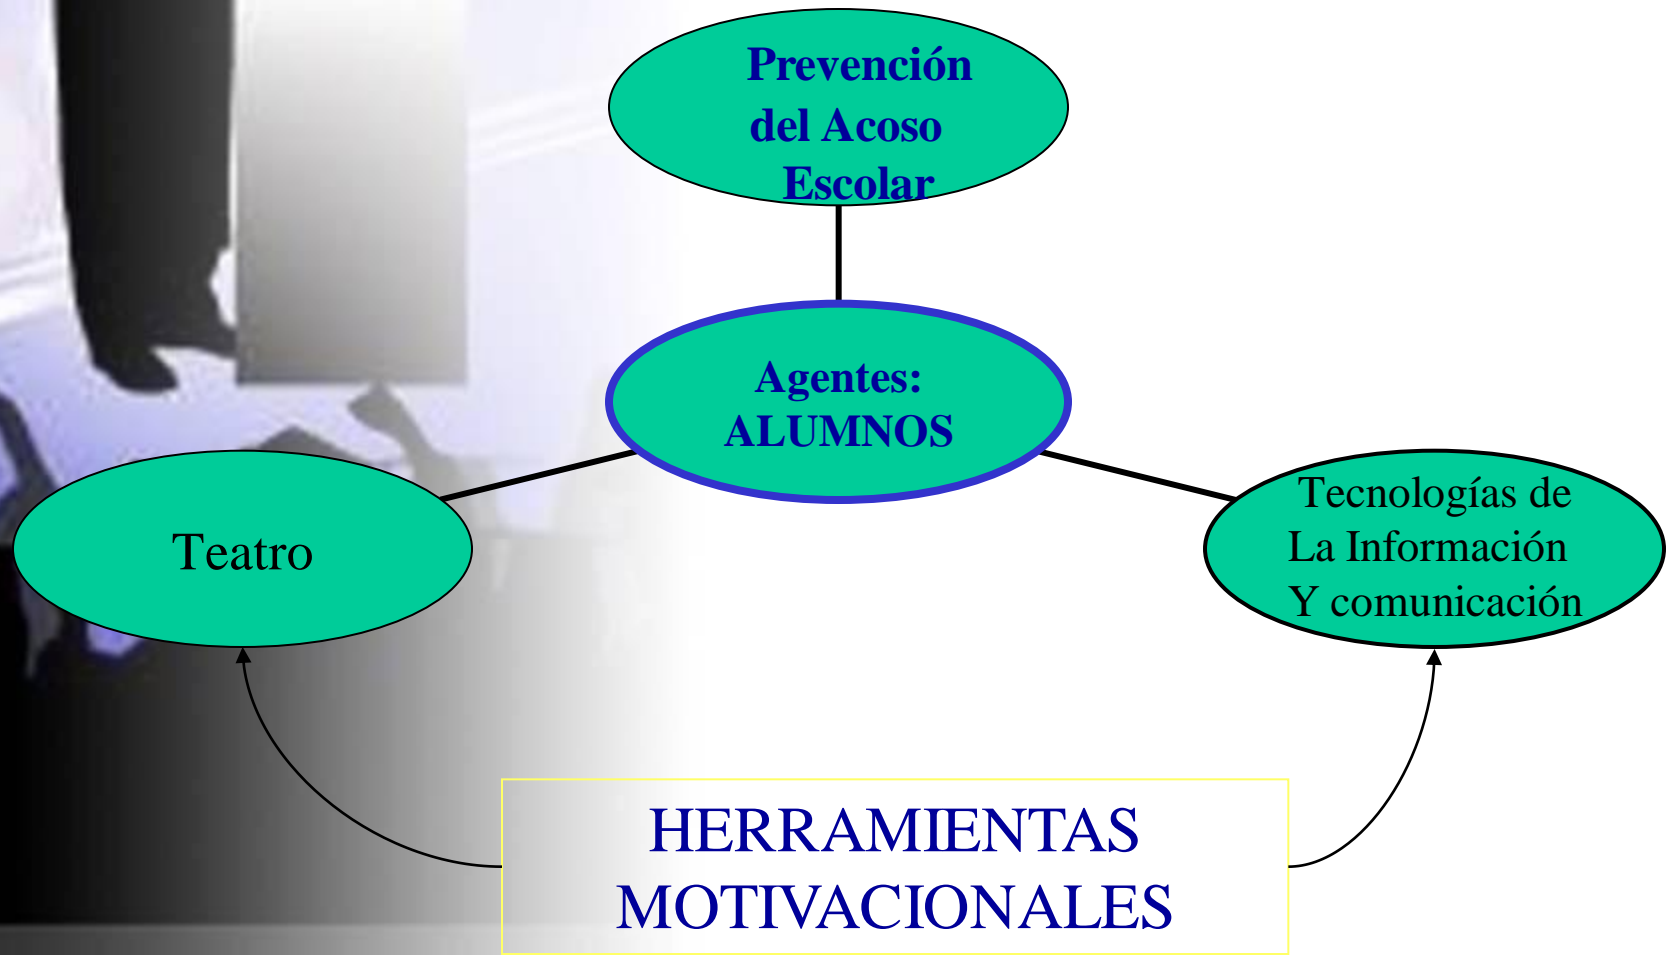 Prevención
del Acoso
Escolar
Agentes:
ALUMNOS
Teatro
Tecnologías de
La Información
Y comunicación
HERRAMIENTAS
MOTIVACIONALES